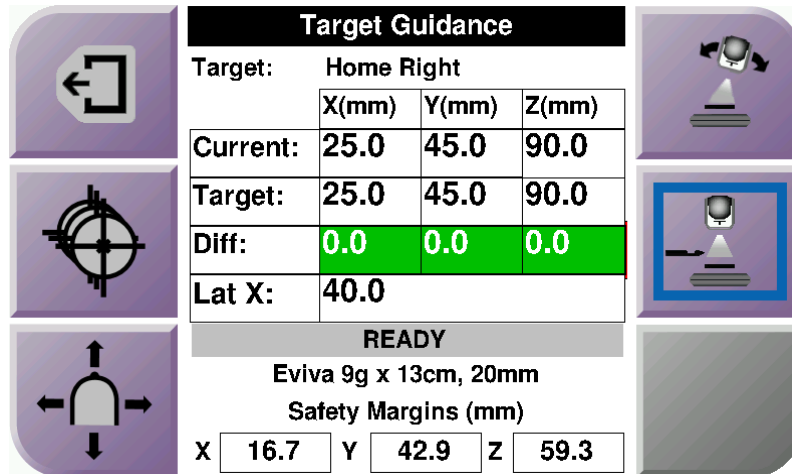 Target Guidance
Target: Home Right
X(mm) Y(mm) Z(mm)
Current: 25.0 45.0 90.0
Target: 25.0 45.0 90.0
Diff: 0.0 0.0 0.0
Lat X: 40.0
READY
Eviva 9g x 13cm, 20mm
Safety Margins (mm)
X 16.7 Y 42.9 Z 59.3